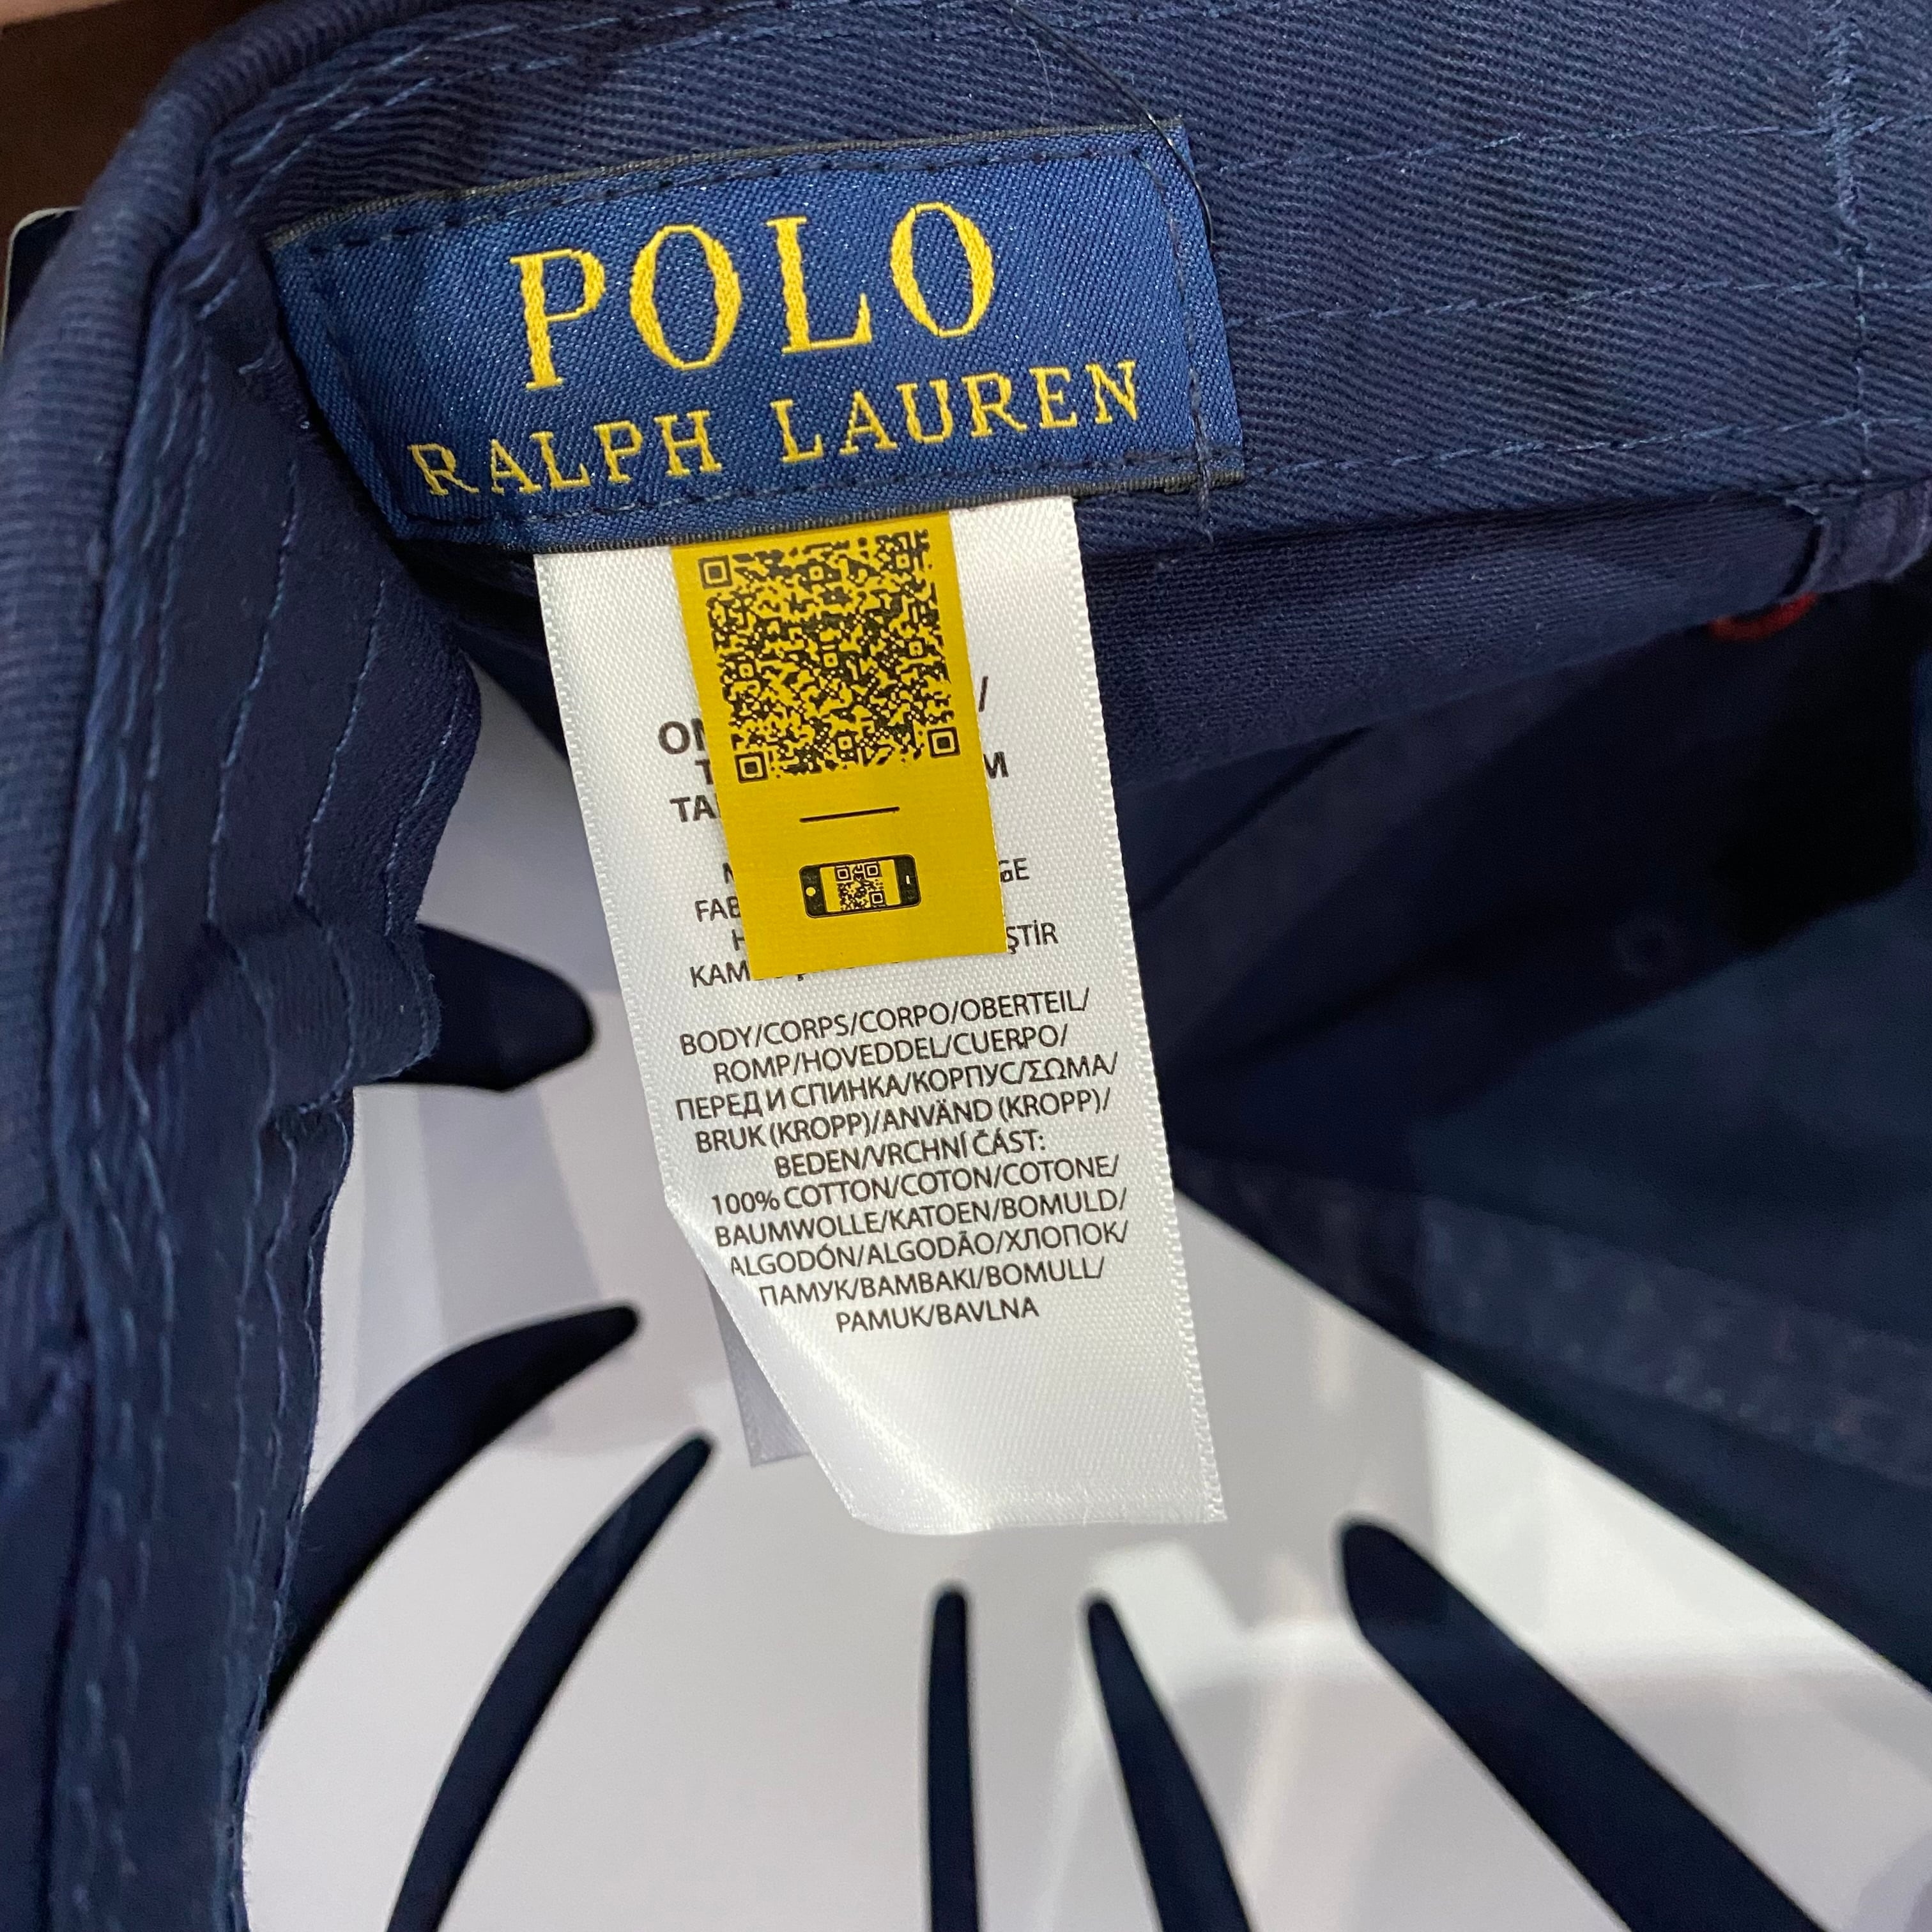 POLO
RALPH LAUREN
BODY/CORPS/CORPO/OBERTEIL/
ROMP/HOVEDDEL/CUERPO/
ПЕРЕД И СПИНКА/КОРПУС/ΣΩΜΑ/
BRUK (KROPP)/ANVÄND (KROPP)/
BEDEN/VRCHNÍ ČÁST:
100% COTTON/COTON/COTONE/
BAUMWOLLE/KATOEN/BOMULD/
ALGODÓN/ALGODÃO/ХЛОПОК/
ПАМУК/BAMBAKI/BOMULL/
PAMUK/BAVLNA